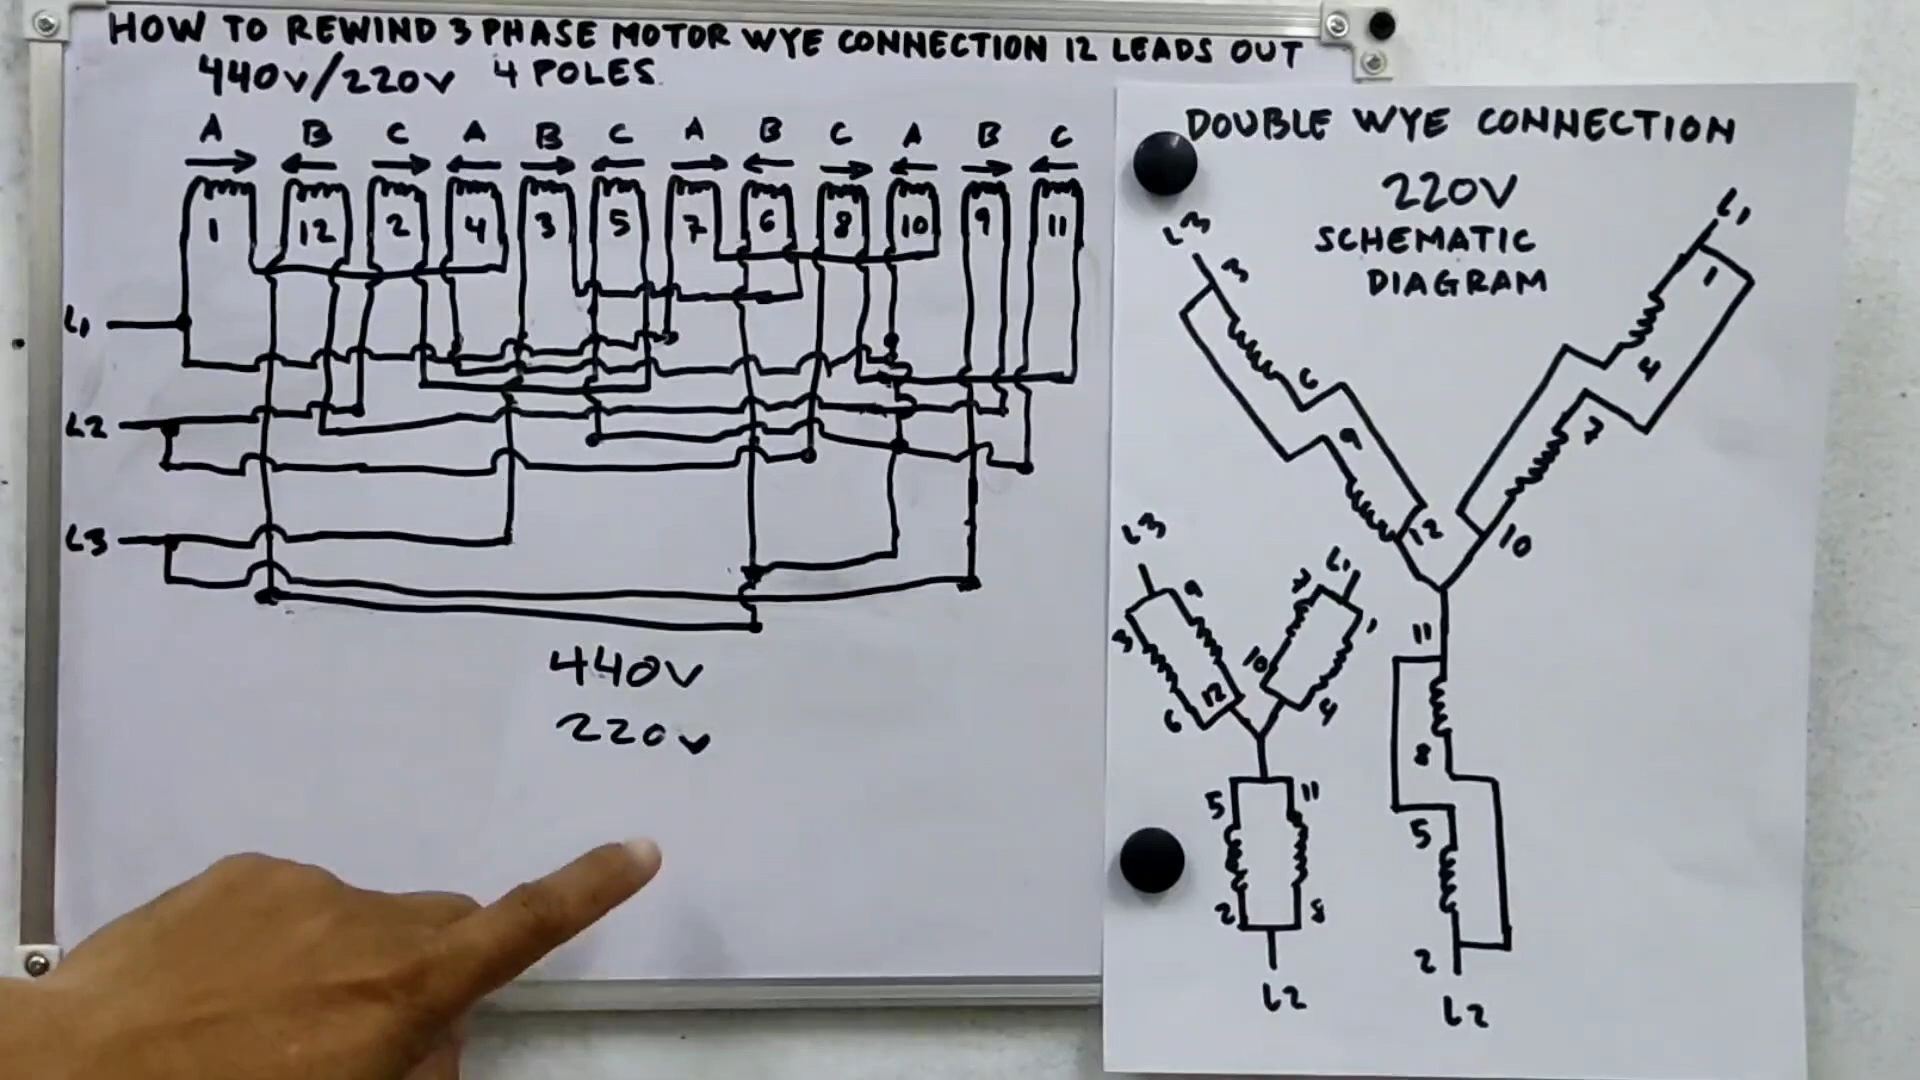 HOW TO REWIND 3 PHASE MOTOR WYE CONNECTION 12 LEADS OUT
440V/220V 4 POLES
A B C A B C A B C A B C
1 12 2 4 3 5 7 6 8 10 9 11
L1
L2
L3
440V
220V
DOUBLE WYE CONNECTION
220V
SCHEMATIC
DIAGRAM
L3 L1
3 1
6 4
9 7
12 10
11
8
5
2
L2
L3 L1
9 7
3 1
12 10
6 4
5 11
2 8
L2